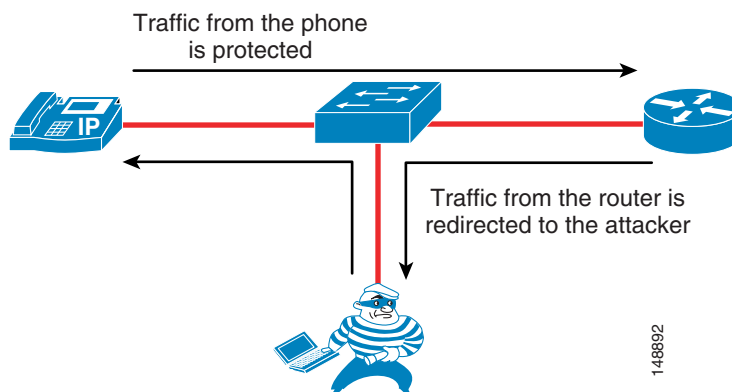 Traffic from the phone
is protected
IP
Traffic from the router is
redirected to the attacker
148892